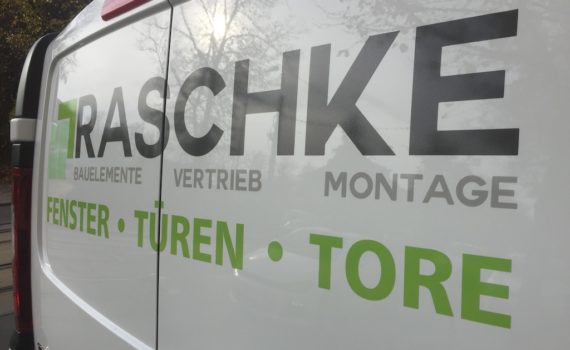 RASCHKE
BAUELEMENTE VERTRIEB MONTAGE
FENSTER • TÜREN • TORE